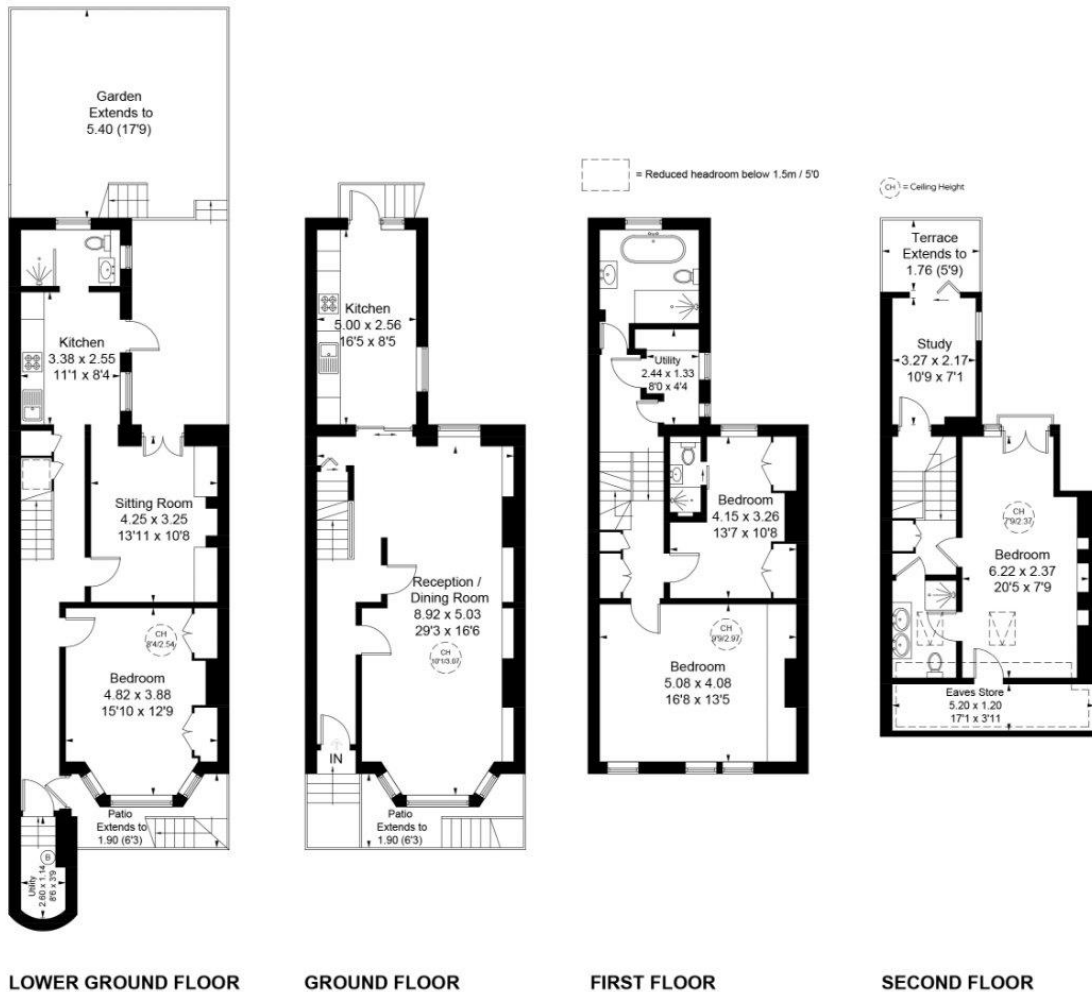 Garden
Extends to
5.40 (17'9)
Kitchen
3.38 x 2.55
11'1 x 8'4
Sitting Room
4.25 x 3.25
13'11 x 10'8
CH
8'4/2.54
Bedroom
4.82 x 3.88
15'10 x 12'9
Patio
Extends to
1.90 (6'3)
Utility
2.60 x 1.14
8'6 x 3'9
B
LOWER GROUND FLOOR
Kitchen
5.00 x 2.56
16'5 x 8'5
Reception /
Dining Room
8.92 x 5.03
29'3 x 16'6
CH
10'1/3.07
IN
Patio
Extends to
1.90 (6'3)
GROUND FLOOR
= Reduced headroom below 1.5m / 5'0
Utility
2.44 x 1.33
8'0 x 4'4
Bedroom
4.15 x 3.26
13'7 x 10'8
CH
9'9/2.97
Bedroom
5.08 x 4.08
16'8 x 13'5
FIRST FLOOR
CH = Ceiling Height
Terrace
Extends to
1.76 (5'9)
Study
3.27 x 2.17
10'9 x 7'1
CH
7'9/2.37
Bedroom
6.22 x 2.37
20'5 x 7'9
Eaves Store
5.20 x 1.20
17'1 x 3'11
SECOND FLOOR